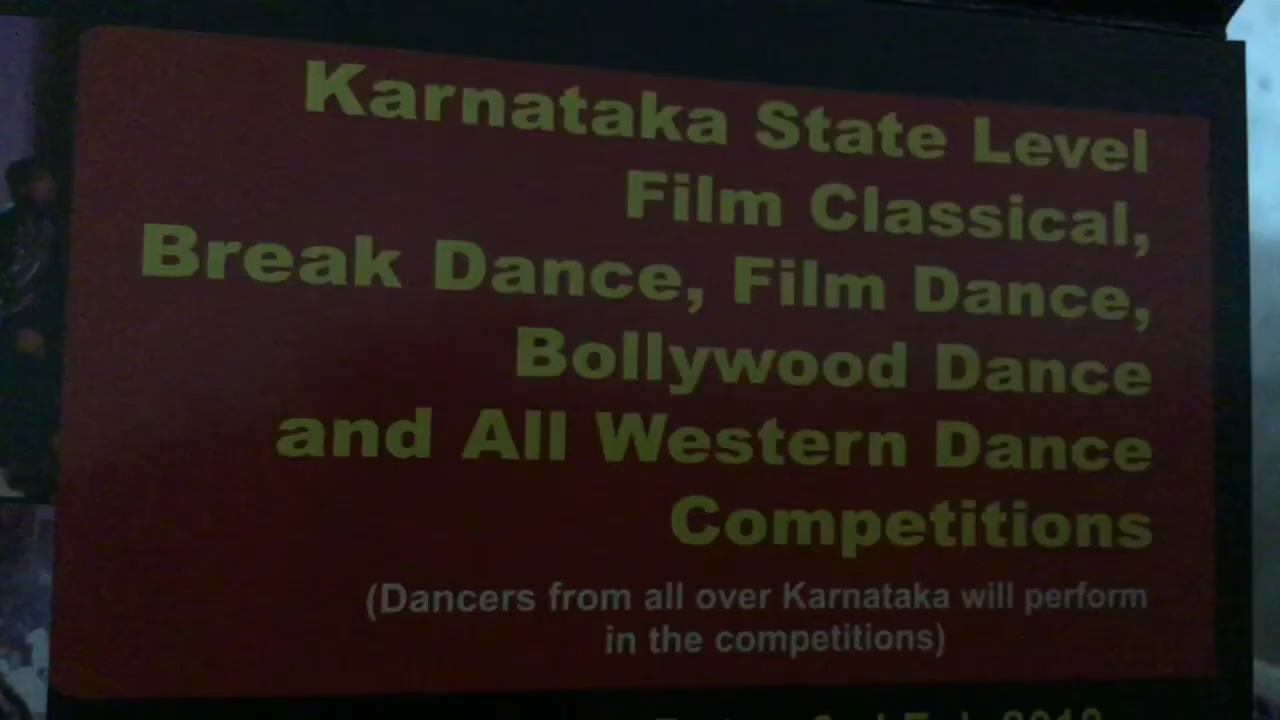 Karnataka State Level
Film Classical,
Break Dance, Film Dance,
Bollywood Dance
and All Western Dance
Competitions
(Dancers from all over Karnataka will perform
in the competitions)